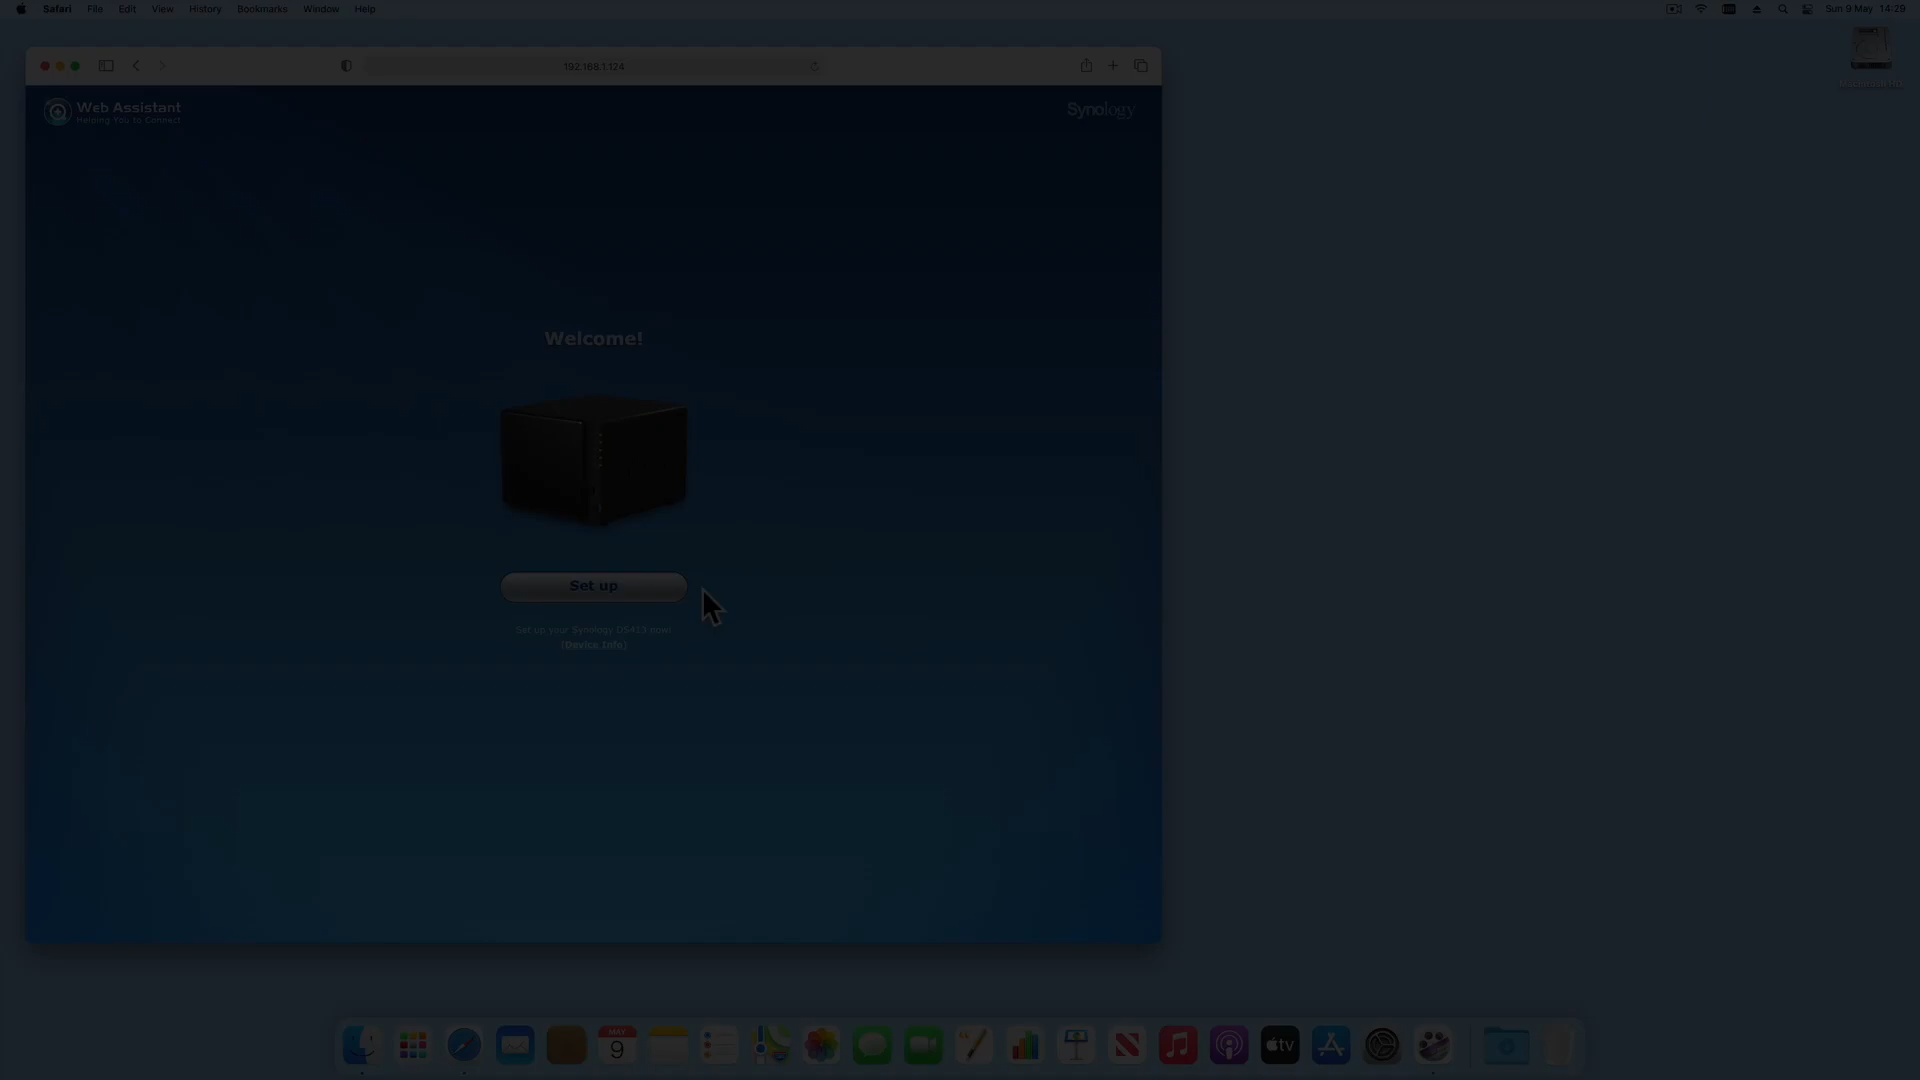 Safari File Edit View History Bookmarks Window Help
Sun 9 May 14:29
192.168.1.124
Web Assistant
Helping You to Connect
Synology
Welcome!
Set up
Set up your Synology DS419 now!
(Device Info)
MAY
9
tv